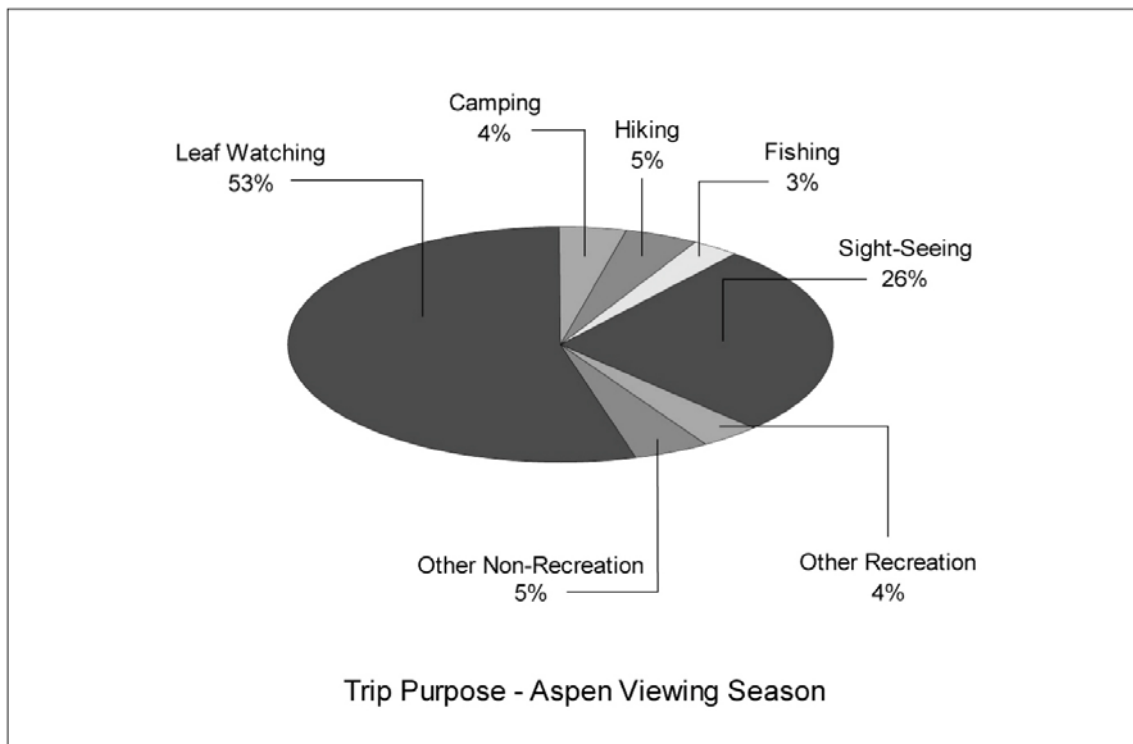 Camping
4%
Hiking
5%
Fishing
3%
Leaf Watching
53%
Sight-Seeing
26%
Other Non-Recreation
5%
Other Recreation
4%
Trip Purpose - Aspen Viewing Season